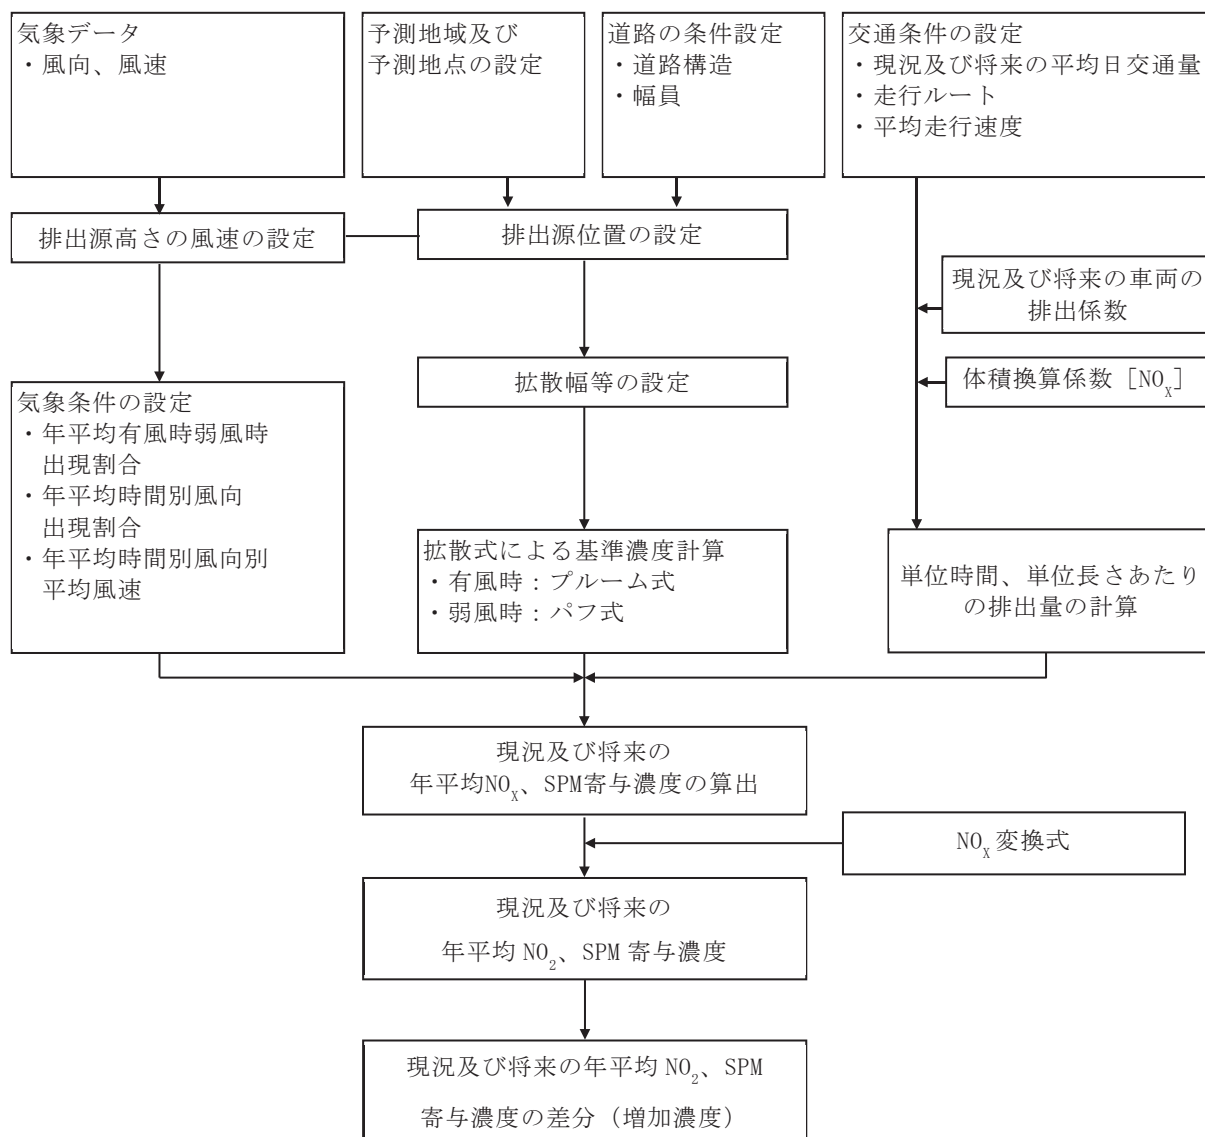 気象データ
・風向、風速
予測地域及び
予測地点の設定
道路の条件設定
・道路構造
・幅員
交通条件の設定
・現況及び将来の平均日交通量
・走行ルート
・平均走行速度
排出源高さの風速の設定
排出源位置の設定
現況及び将来の車両の
排出係数
拡散幅等の設定
体積換算係数［NOX］
気象条件の設定
・年平均有風時弱風時
出現割合
・年平均時間別風向
出現割合
・年平均時間別風向別
平均風速
拡散式による基準濃度計算
・有風時：プルーム式
・弱風時：パフ式
単位時間、単位長さあたり
の排出量の計算
現況及び将来の
年平均NOX、SPM寄与濃度の算出
NOX変換式
現況及び将来の
年平均 NO2、SPM 寄与濃度
現況及び将来の年平均 NO2、SPM
寄与濃度の差分（増加濃度）